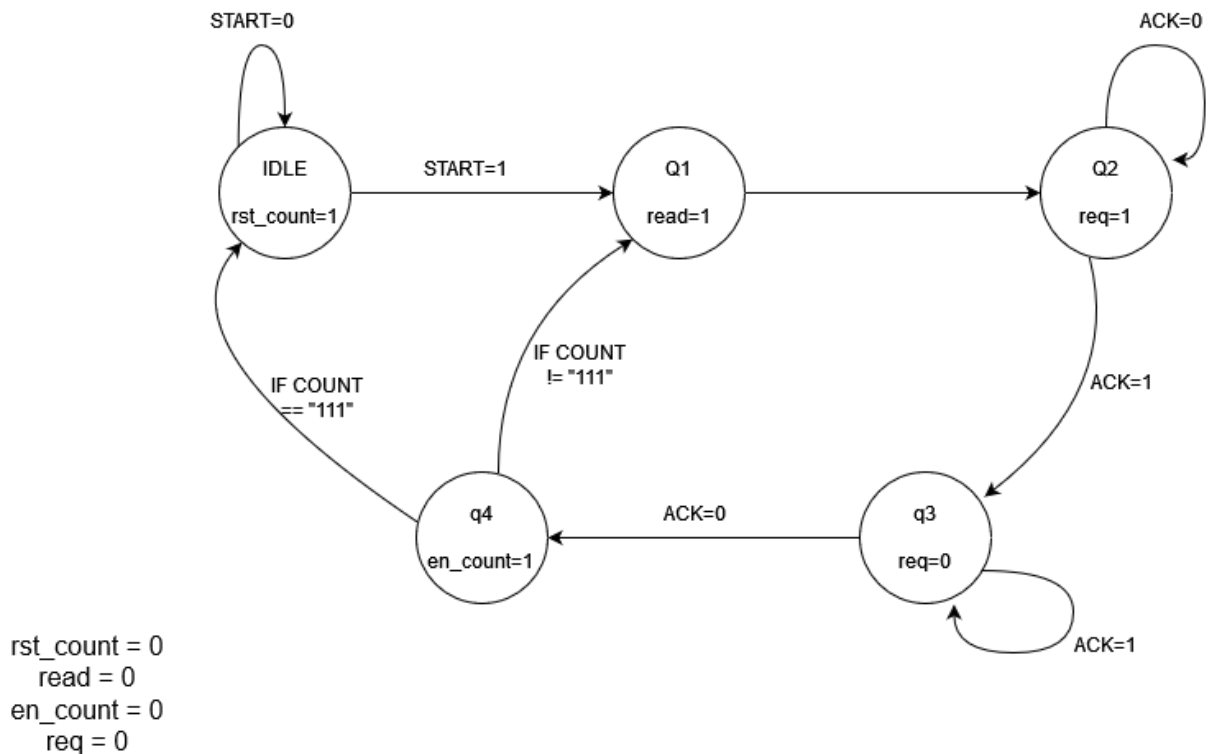 START=0
ACK=0
IDLE
rst_count=1
START=1
Q1
read=1
Q2
req=1
IF COUNT
!= "111"
IF COUNT
== "111"
ACK=1
q4
en_count=1
ACK=0
q3
req=0
ACK=1
rst_count = 0
read = 0
en_count = 0
req = 0